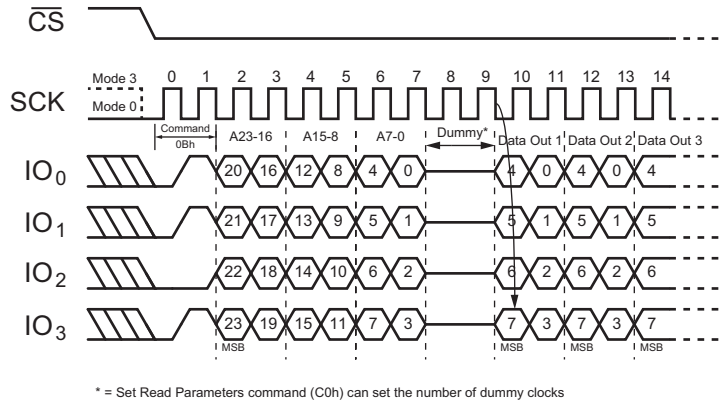 CS
Mode 3 0 1 2 3 4 5 6 7 8 9 10 11 12 13 14
SCK
Mode 0
Command A23-16 A15-8 A7-0 Dummy* Data Out 1 Data Out 2 Data Out 3
0Bh
IO0 20 16 12 8 4 0 4 0 4 0 4
IO1 21 17 13 9 5 1 5 1 5 1 5
IO2 22 18 14 10 6 2 6 2 6 2 6
IO3 23 19 15 11 7 3 7 3 7 3 7
MSB MSB MSB MSB
* = Set Read Parameters command (C0h) can set the number of dummy clocks